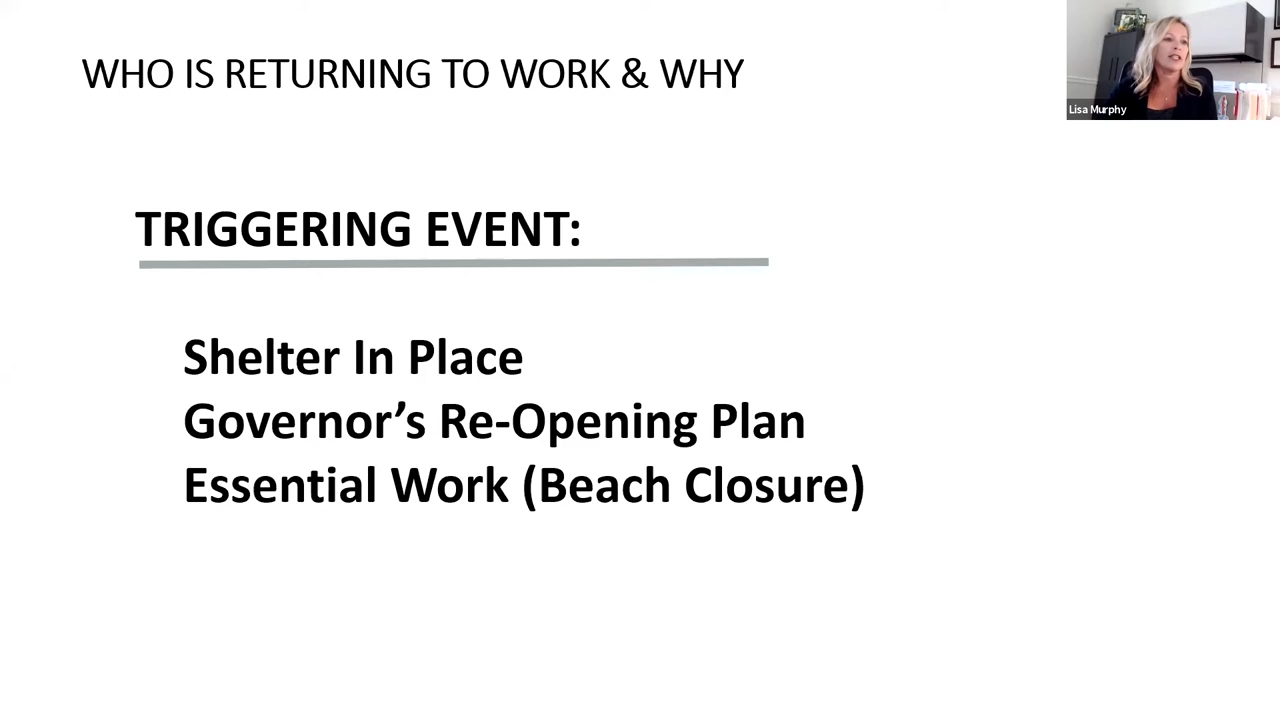 WHO IS RETURNING TO WORK & WHY
Lisa Murphy
TRIGGERING EVENT:
Shelter In Place
Governor’s Re-Opening Plan
Essential Work (Beach Closure)